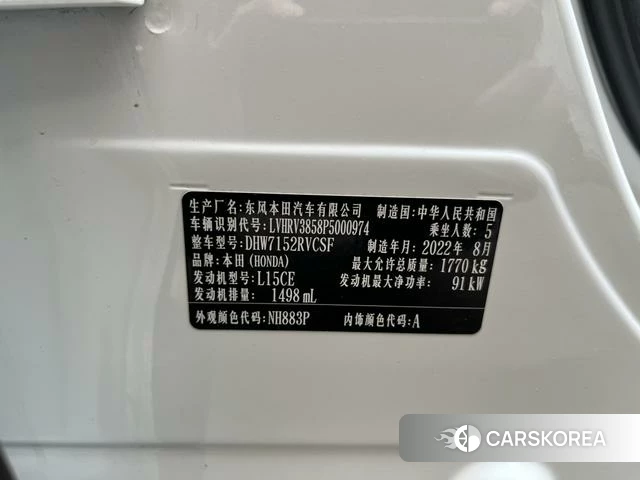 生产厂名：东风本田汽车有限公司 制造国：中华人民共和国
车辆识别代号：LVHRV3858P5000974 乘坐人数：5
整车型号：DHW7152RVCSF 制造年月：2022年8月
品牌：本田(HONDA) 最大允许总质量：1770kg
发动机型号：L15CE 发动机最大净功率：91kW
发动机排量：1498mL
外观颜色代码：NH883P 内饰颜色代码：A
CARSKOREA